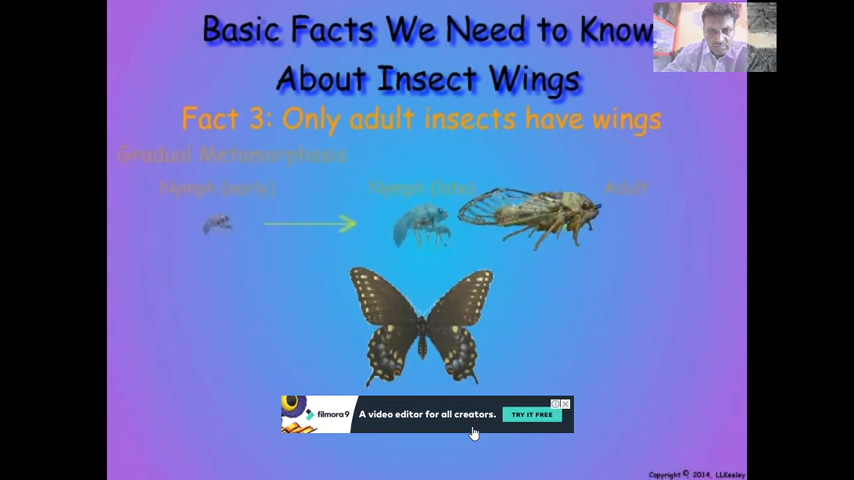 Basic Facts We Need to Know
About Insect Wings
Fact 3: Only adult insects have wings
Gradual Metamorphosis
Nymph (early) Nymph (late) Adult
filmora9 A video editor for all creators. TRY IT FREE
Copyright ©, 2014, LLKeeley